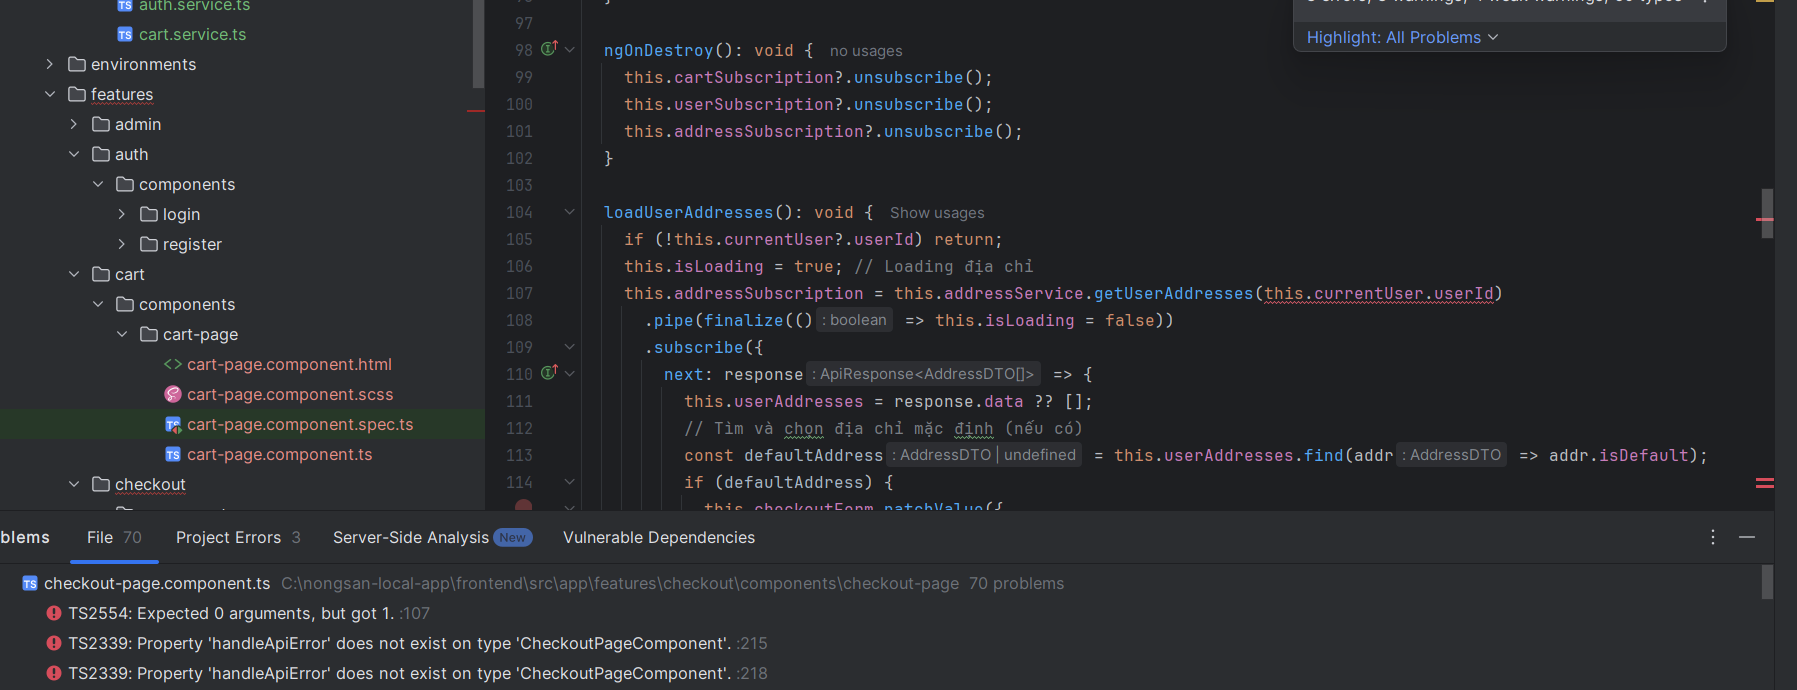 auth.service.ts
cart.service.ts
environments
features
admin
auth
components
login
register
cart
components
cart-page
cart-page.component.html
cart-page.component.scss
cart-page.component.spec.ts
cart-page.component.ts
checkout
97
98 ngOnDestroy(): void { no usages
99 this.cartSubscription?.unsubscribe();
100 this.userSubscription?.unsubscribe();
101 this.addressSubscription?.unsubscribe();
102 }
103
104 loadUserAddresses(): void { Show usages
105 if (!this.currentUser?.userId) return;
106 this.isLoading = true; // Loading địa chỉ
107 this.addressSubscription = this.addressService.getUserAddresses(this.currentUser.userId)
108 .pipe(finalize(() : boolean => this.isLoading = false))
109 .subscribe({
110 next: response : ApiResponse<AddressDTO[]> => {
111 this.userAddresses = response.data ?? [];
112 // Tìm và chọn địa chỉ mặc định (nếu có)
113 const defaultAddress : AddressDTO | undefined = this.userAddresses.find(addr : AddressDTO => addr.isDefault);
114 if (defaultAddress) {
this.checkoutForm.patchValue({
Highlight: All Problems
blems File 70 Project Errors 3 Server-Side Analysis New Vulnerable Dependencies
TS checkout-page.component.ts C:\nongsan-local-app\frontend\src\app\features\checkout\components\checkout-page 70 problems
TS2554: Expected 0 arguments, but got 1. :107
TS2339: Property 'handleApiError' does not exist on type 'CheckoutPageComponent'. :215
TS2339: Property 'handleApiError' does not exist on type 'CheckoutPageComponent'. :218